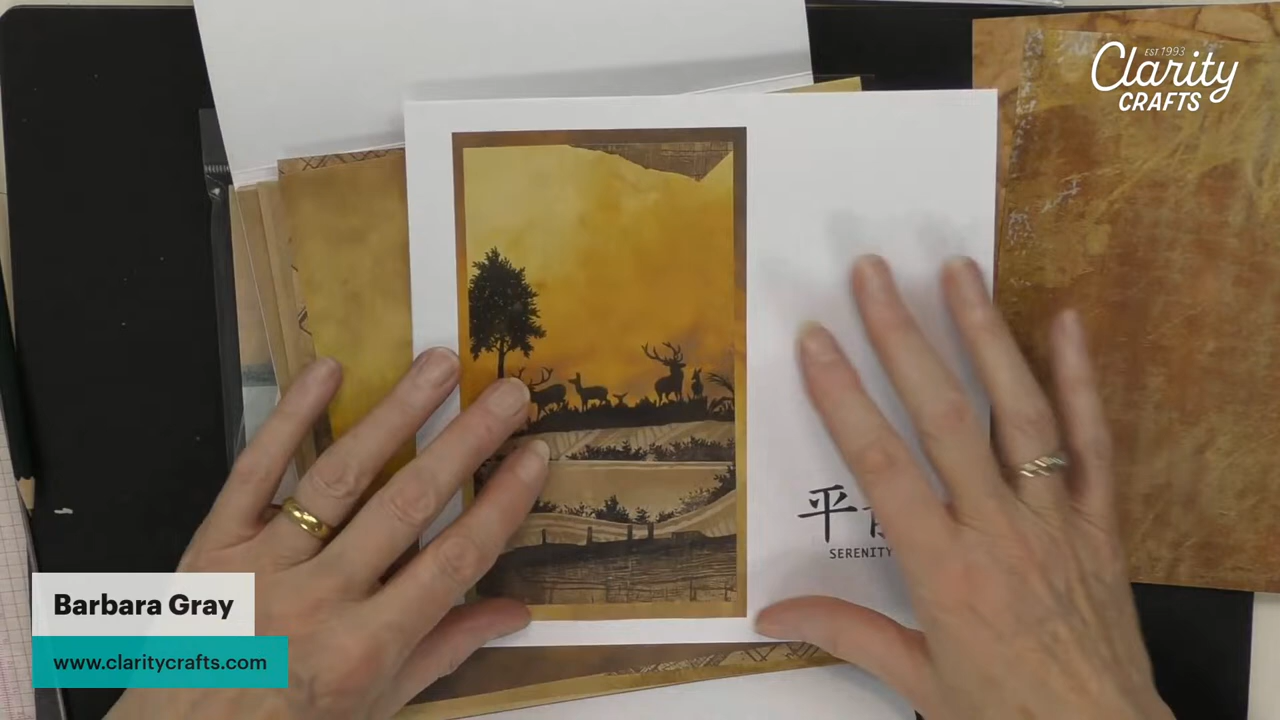 EST 1993
Clarity
CRAFTS
平
SERENITY
Barbara Gray
www.claritycrafts.com